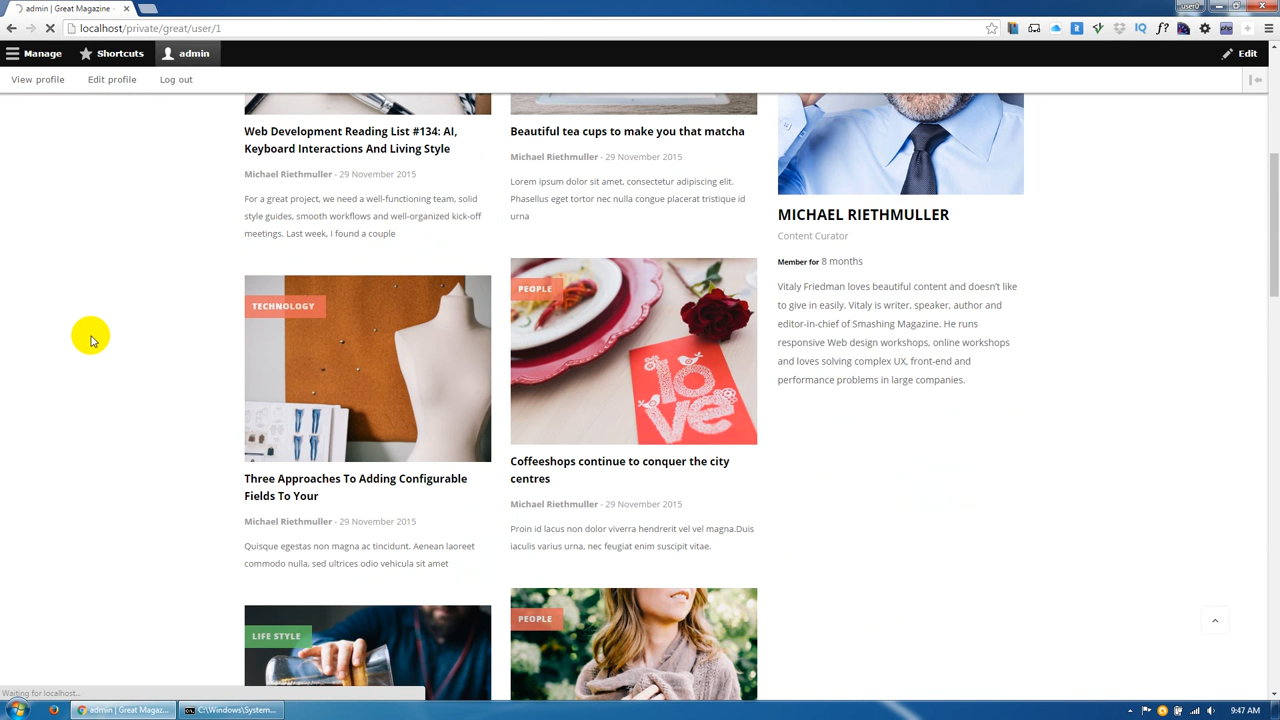 admin | Great Magazine -
user0
localhost/private/great/user/1
Manage
Shortcuts
admin
Edit
View profile
Edit profile
Log out
Web Development Reading List #134: AI,
Keyboard Interactions And Living Style
Michael Riethmuller - 29 November 2015
For a great project, we need a well-functioning team, solid
style guides, smooth workflows and well-organized kick-off
meetings. Last week, I found a couple
TECHNOLOGY
Three Approaches To Adding Configurable
Fields To Your
Michael Riethmuller - 29 November 2015
Quisque egestas non magna ac tincidunt. Aenean laoreet
commodo nulla, sed ultrices odio vehicula sit amet
LIFE STYLE
Beautiful tea cups to make you that matcha
Michael Riethmuller - 29 November 2015
Lorem ipsum dolor sit amet, consectetur adipiscing elit.
Phasellus eget tortor nec nulla congue placerat tristique id
urna
PEOPLE
love
Coffeeshops continue to conquer the city
centres
Michael Riethmuller - 29 November 2015
Proin id lacus non dolor viverra hendrerit vel vel magna.Duis
iaculis varius urna, nec feugiat enim suscipit vitae.
PEOPLE
MICHAEL RIETHMULLER
Content Curator
Member for 8 months
Vitaly Friedman loves beautiful content and doesn't like
to give in easily. Vitaly is writer, speaker, author and
editor-in-chief of Smashing Magazine. He runs
responsive Web design workshops, online workshops
and loves solving complex UX, front-end and
performance problems in large companies.
Waiting for localhost...
admin | Great Magaz...
C:\Windows\System...
9:47 AM